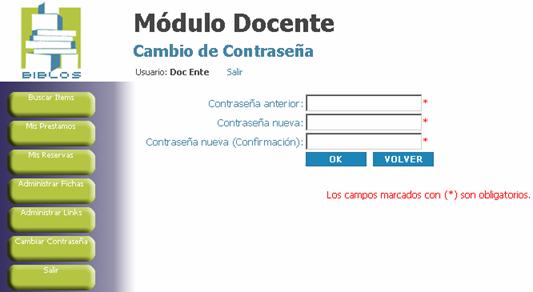 Módulo Docente
Cambio de Contraseña
Usuario: Doc Ente Salir
BIBLOS
Buscar Items
Mis Prestamos
Mis Reservas
Administrar Fichas
Administrar Links
Cambiar Contraseña
Salir
Contraseña anterior: *
Contraseña nueva: *
Contraseña nueva (Confirmación): *
OK VOLVER
Los campos marcados con (*) son obligatorios.